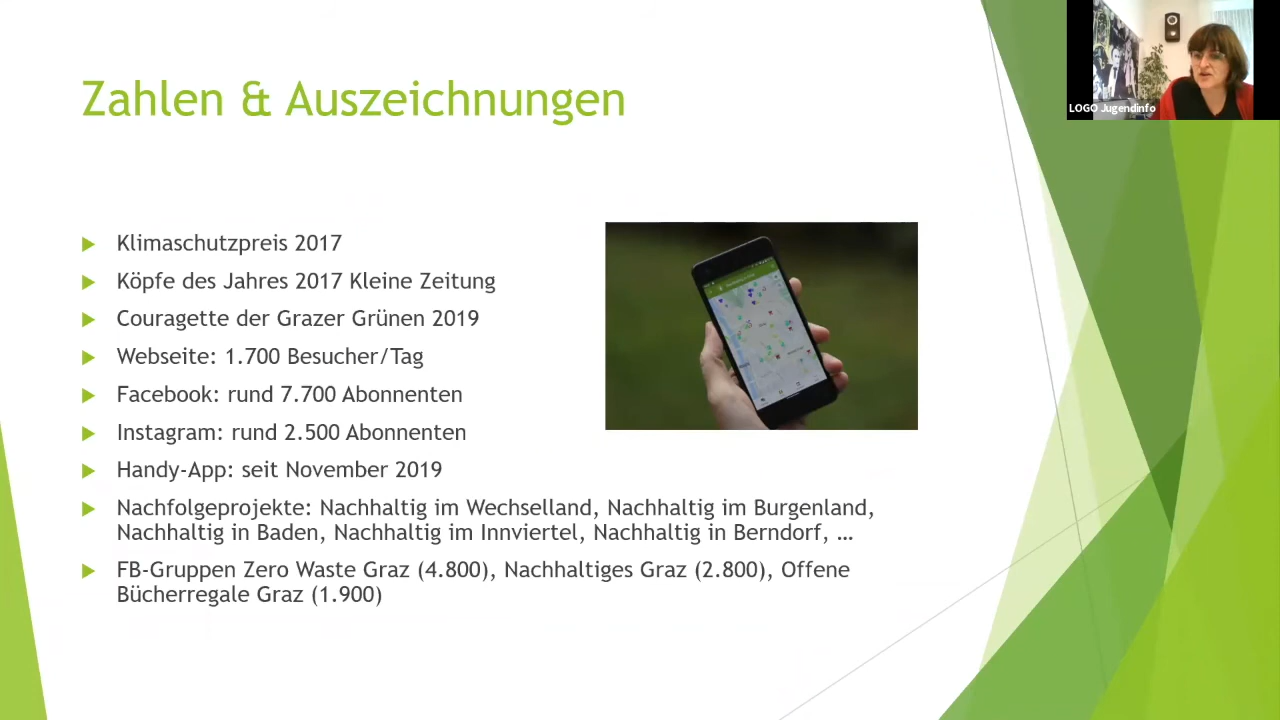 Zahlen & Auszeichnungen
LOGO Jugendinfo
Klimaschutzpreis 2017
Köpfe des Jahres 2017 Kleine Zeitung
Couragette der Grazer Grünen 2019
Webseite: 1.700 Besucher/Tag
Facebook: rund 7.700 Abonnenten
Instagram: rund 2.500 Abonnenten
Handy-App: seit November 2019
Nachfolgeprojekte: Nachhaltig im Wechselland, Nachhaltig im Burgenland,
Nachhaltig in Baden, Nachhaltig im Innviertel, Nachhaltig in Berndorf, …
FB-Gruppen Zero Waste Graz (4.800), Nachhaltiges Graz (2.800), Offene
Bücherregale Graz (1.900)